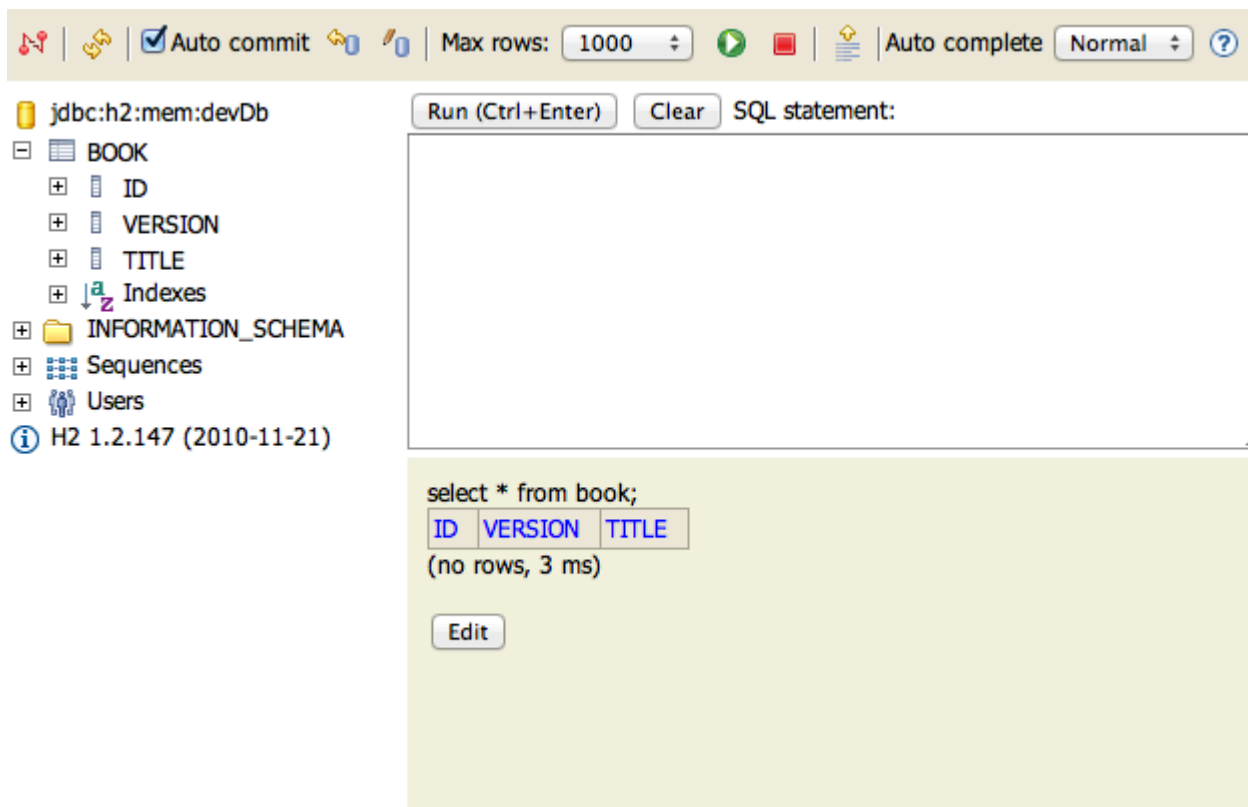 Auto commit Max rows: 1000 Auto complete Normal ?
jdbc:h2:mem:devDb
BOOK
ID
VERSION
TITLE
Indexes
INFORMATION_SCHEMA
Sequences
Users
H2 1.2.147 (2010-11-21)
Run (Ctrl+Enter) Clear SQL statement:
select * from book;
ID VERSION TITLE
(no rows, 3 ms)
Edit